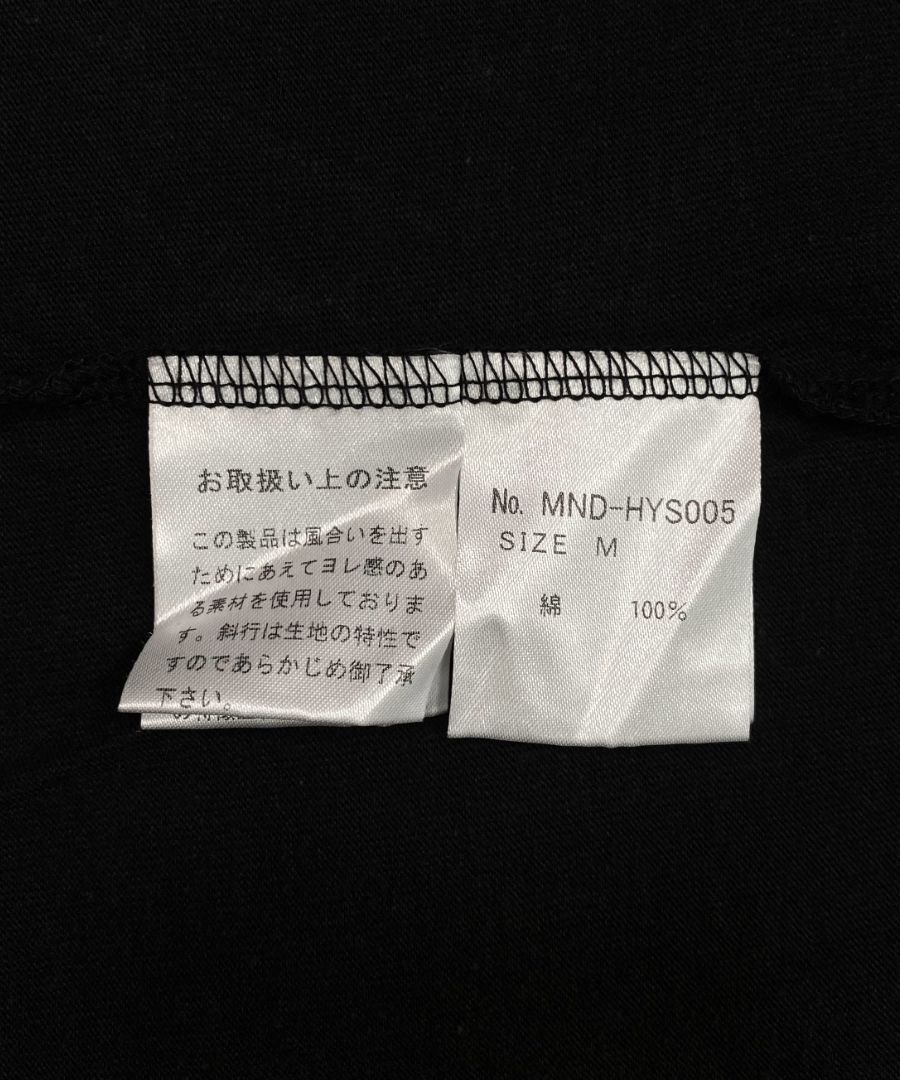 お取扱い上の注意
この製品は風合いを出す
ためにあえてヨレ感のあ
る素材を使用しておりま
す。斜行は生地の特性で
すのであらかじめ御了承
下さい。
No. MND-HYS005
SIZE M
綿 100%